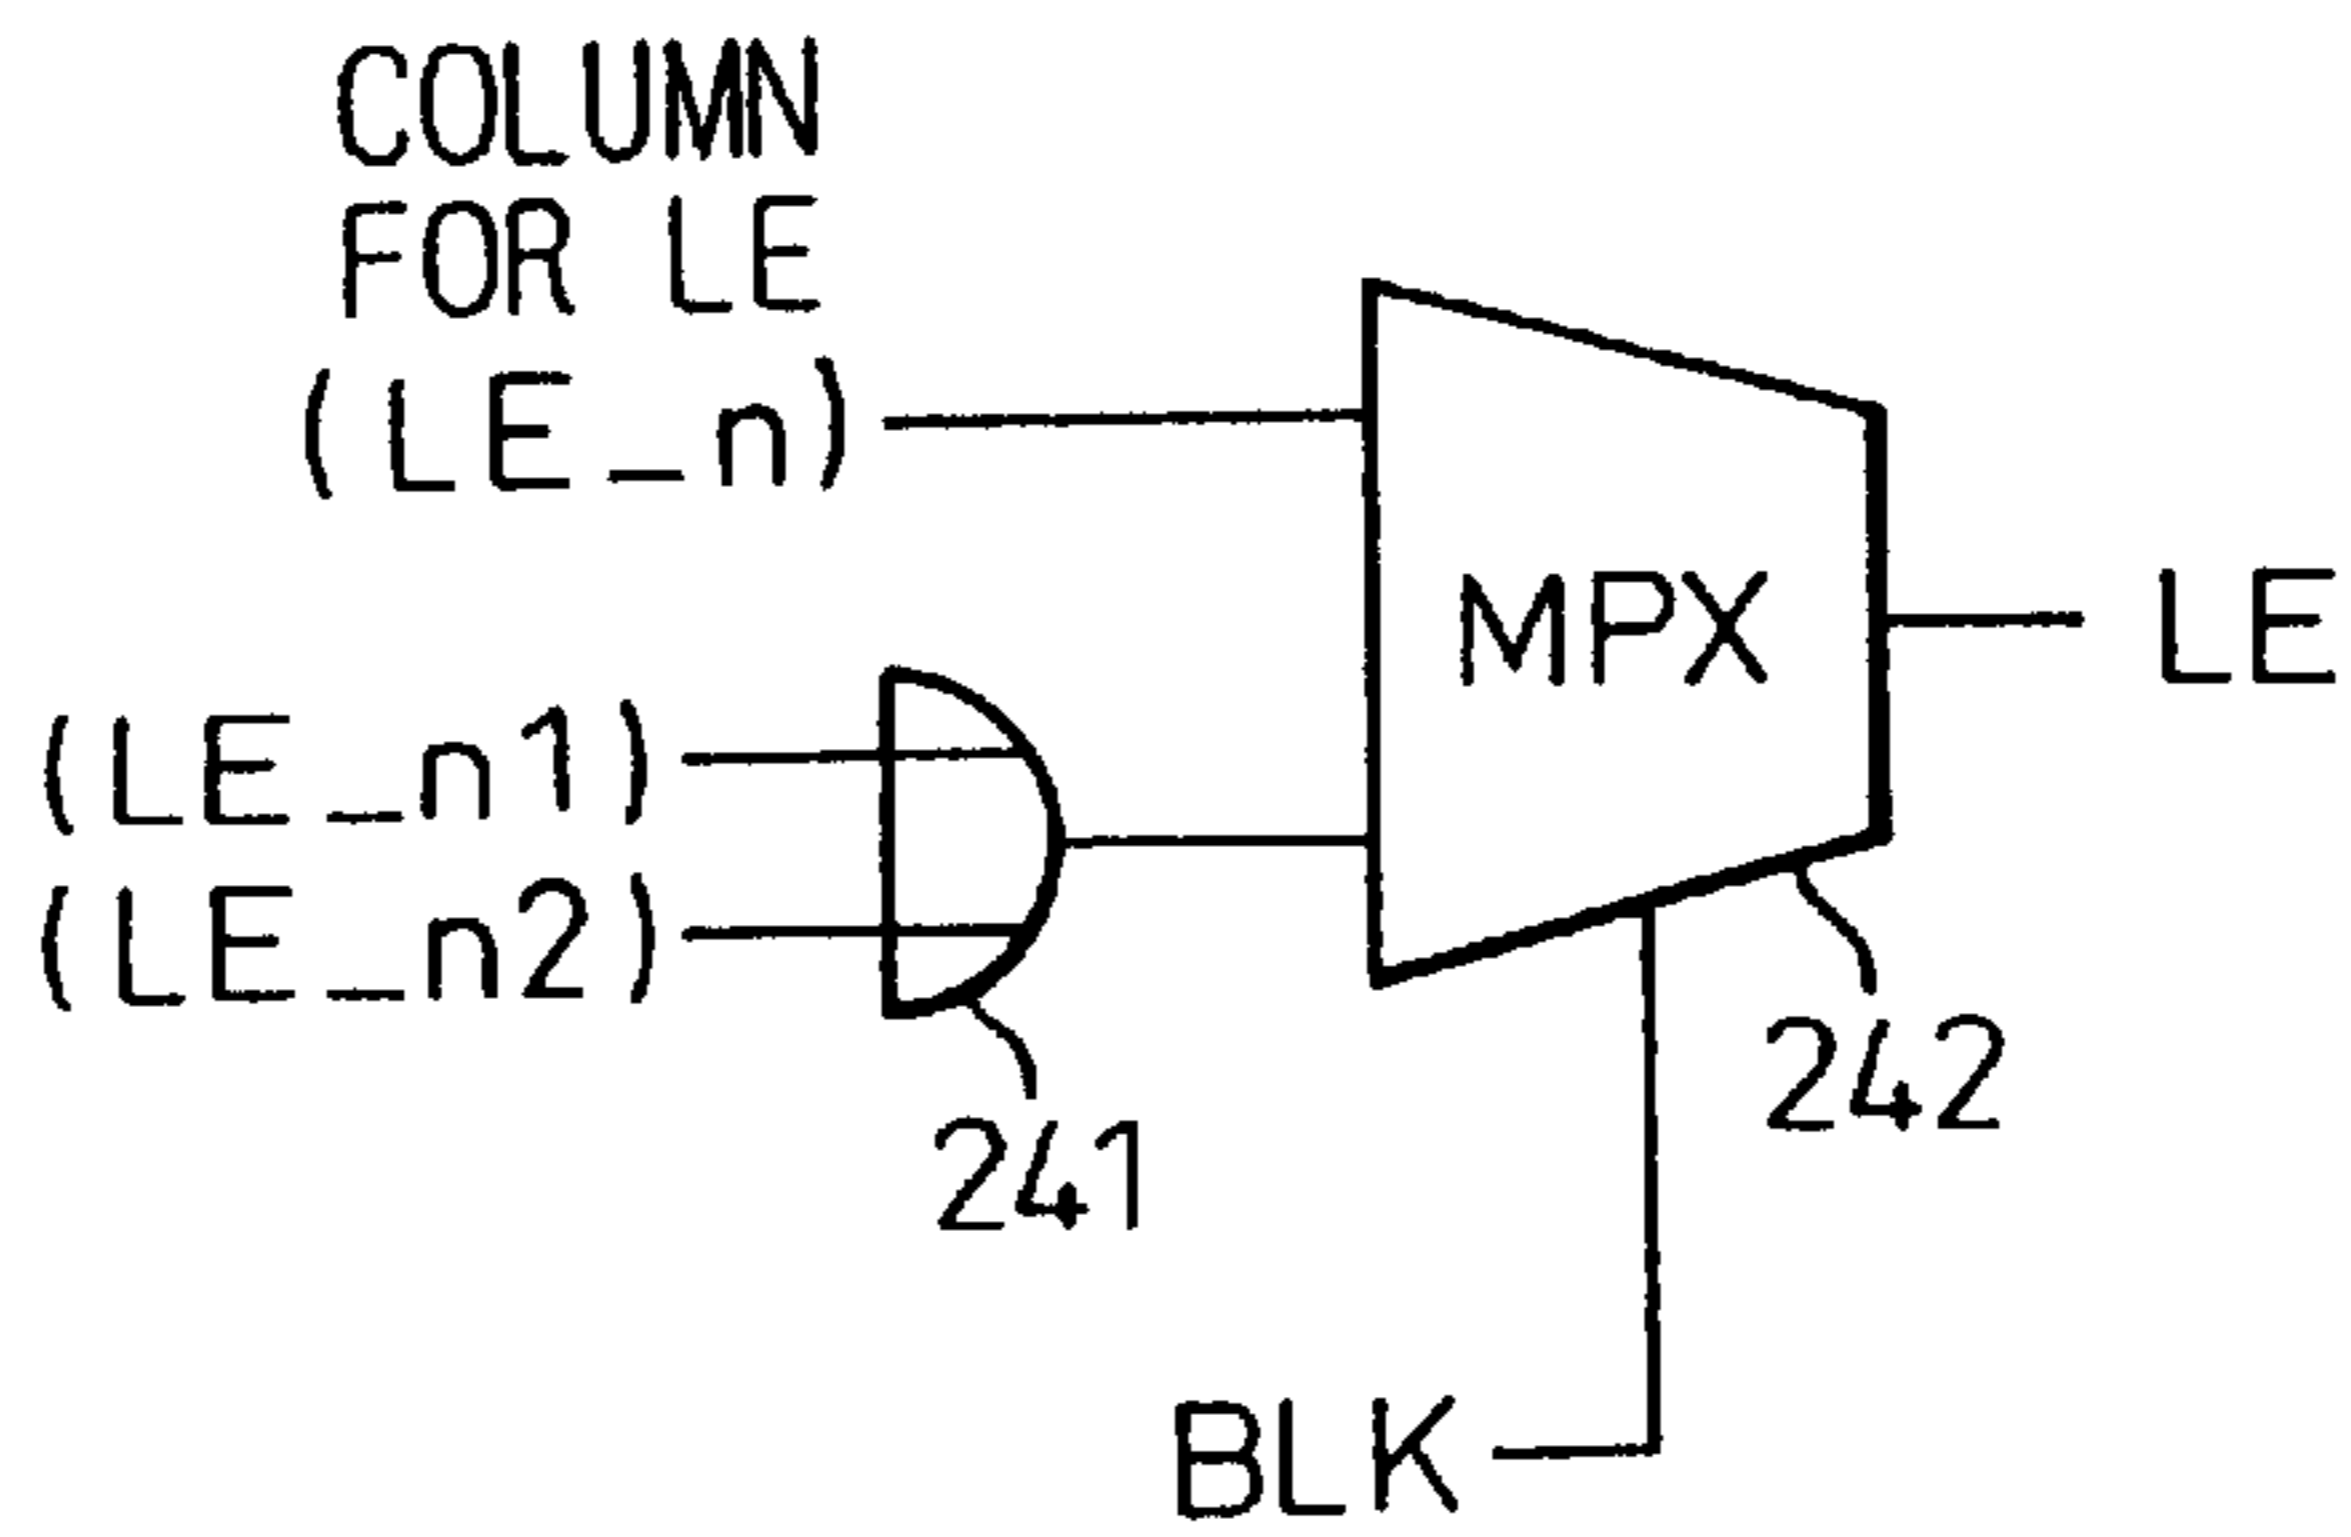 COLUMN
FOR LE
(LE_n)
MPX
LE
(LE_n1)
(LE_n2)
242
241
BLK